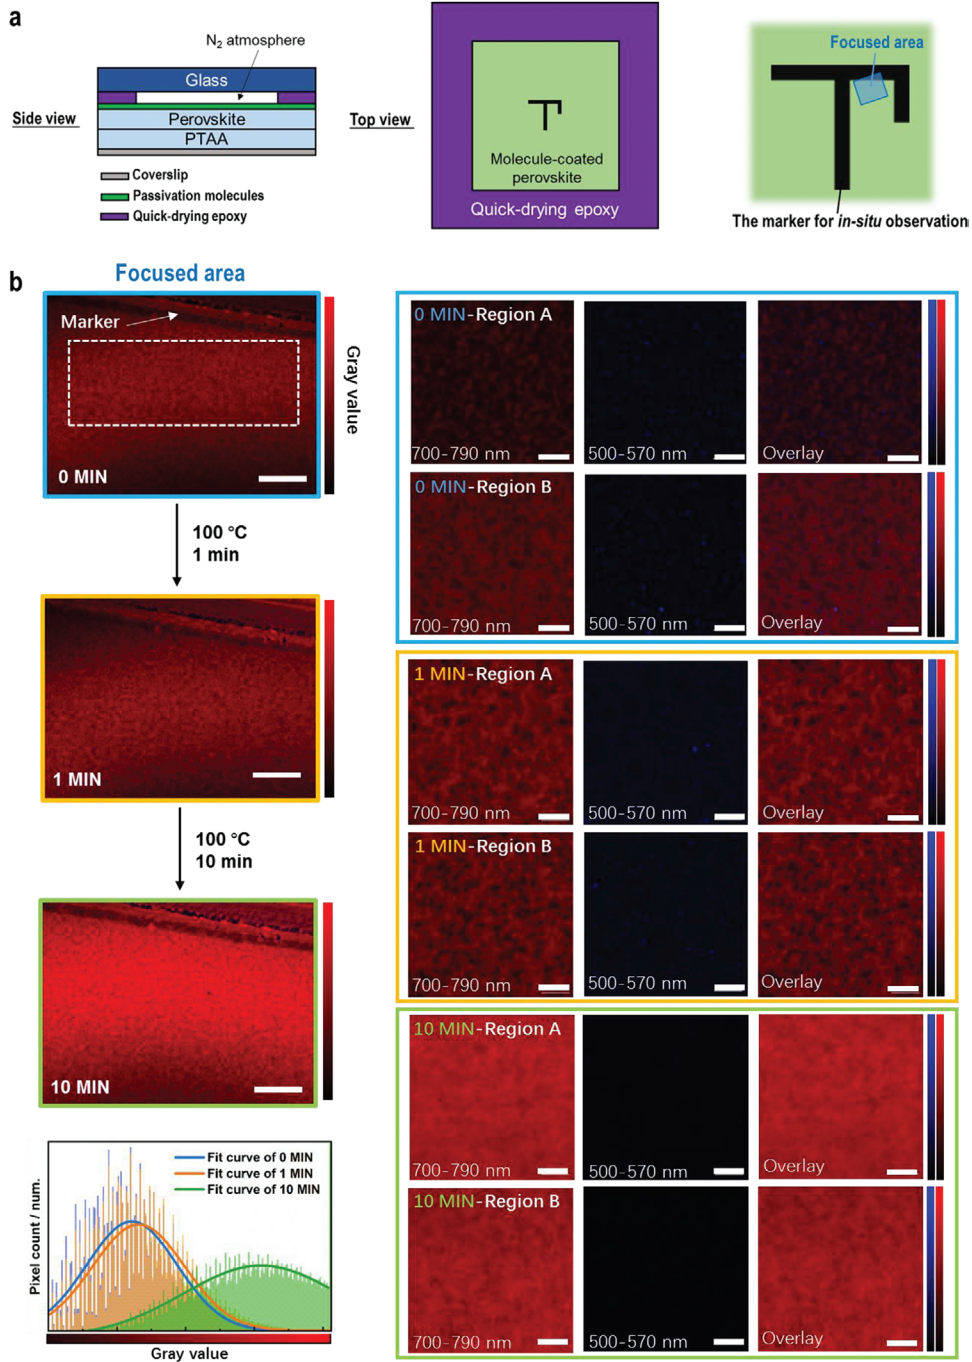 a
N2 atmosphere
Glass
Side view
Perovskite
PTAA
Coverslip
Passivation molecules
Quick-drying epoxy
Top view
Molecule-coated
perovskite
Quick-drying epoxy
Focused area
The marker for in-situ observation
b
Focused area
Marker
Gray value
0 MIN
100 °C
1 min
1 MIN
100 °C
10 min
10 MIN
Fit curve of 0 MIN
Fit curve of 1 MIN
Fit curve of 10 MIN
Pixel count / num.
Gray value
0 MIN-Region A
700-790 nm
500-570 nm
Overlay
0 MIN-Region B
700-790 nm
500-570 nm
Overlay
1 MIN-Region A
700-790 nm
500-570 nm
Overlay
1 MIN-Region B
700-790 nm
500-570 nm
Overlay
10 MIN-Region A
700-790 nm
500-570 nm
Overlay
10 MIN-Region B
700-790 nm
500-570 nm
Overlay